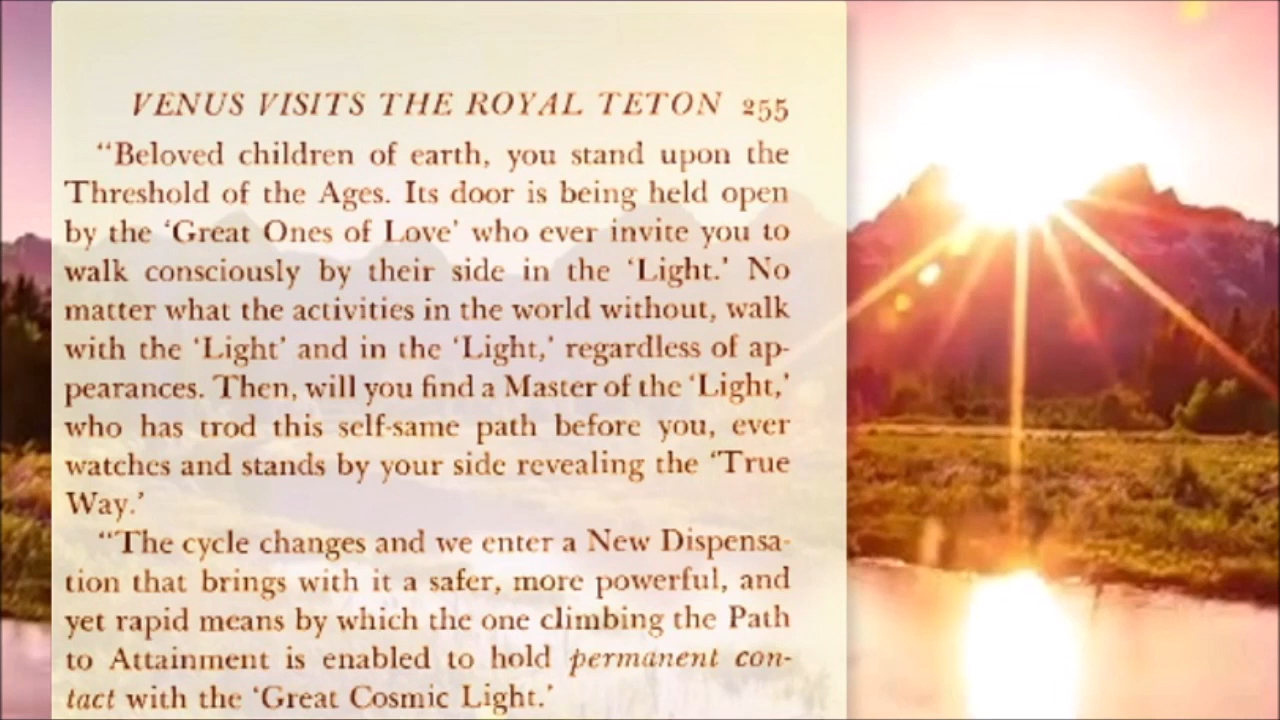 VENUS VISITS THE ROYAL TETON 255
“Beloved children of earth, you stand upon the
Threshold of the Ages. Its door is being held open
by the ‘Great Ones of Love’ who ever invite you to
walk consciously by their side in the ‘Light.’ No
matter what the activities in the world without, walk
with the ‘Light’ and in the ‘Light,’ regardless of ap-
pearances. Then, will you find a Master of the ‘Light,’
who has trod this self-same path before you, ever
watches and stands by your side revealing the ‘True
Way.’
“The cycle changes and we enter a New Dispensa-
tion that brings with it a safer, more powerful, and
yet rapid means by which the one climbing the Path
to Attainment is enabled to hold permanent con-
tact with the ‘Great Cosmic Light.’